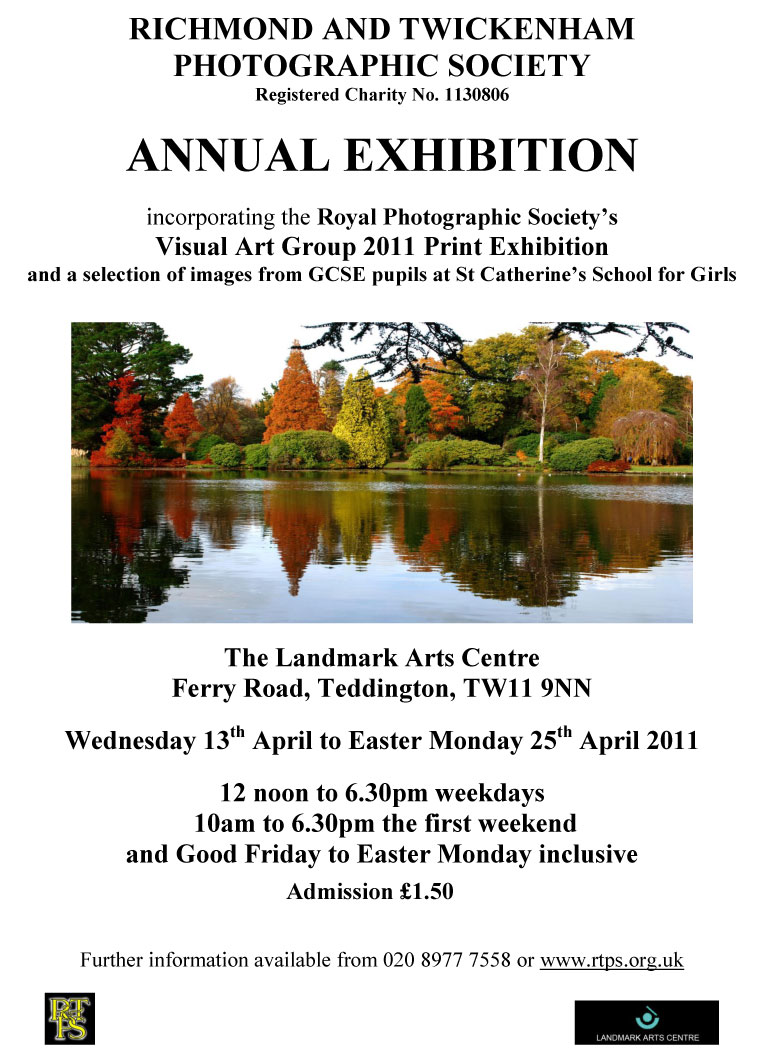 RICHMOND AND TWICKENHAM
PHOTOGRAPHIC SOCIETY
Registered Charity No. 1130806
ANNUAL EXHIBITION
incorporating the Royal Photographic Society's
Visual Art Group 2011 Print Exhibition
and a selection of images from GCSE pupils at St Catherine's School for Girls
The Landmark Arts Centre
Ferry Road, Teddington, TW11 9NN
Wednesday 13th April to Easter Monday 25th April 2011
12 noon to 6.30pm weekdays
10am to 6.30pm the first weekend
and Good Friday to Easter Monday inclusive
Admission £1.50
Further information available from 020 8977 7558 or www.rtps.org.uk
RT
PS
LANDMARK ARTS CENTRE